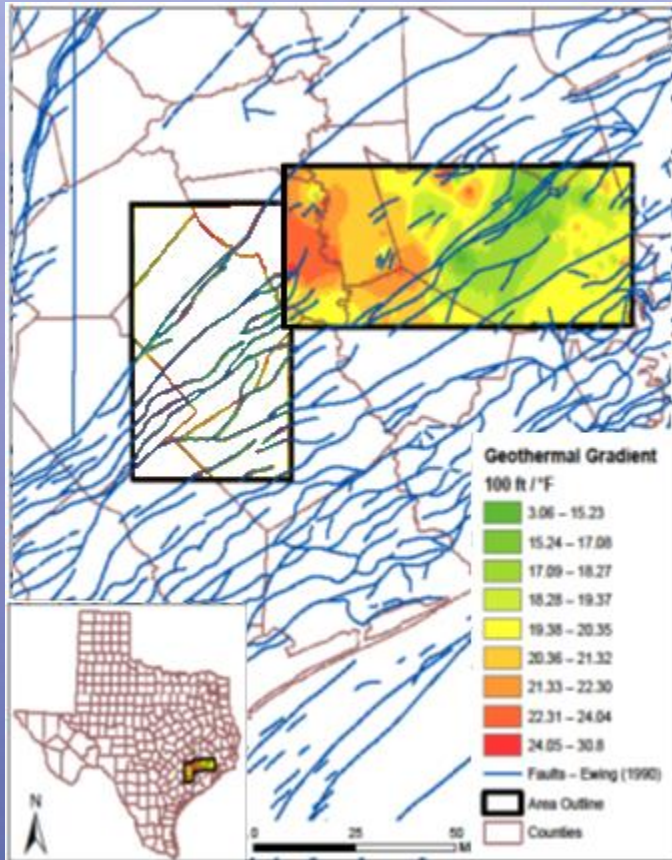 Geothermal Gradient
100 ft / °F
3.06 – 15.23
15.24 – 17.08
17.09 – 18.27
18.28 – 19.37
19.38 – 20.35
20.36 – 21.32
21.33 – 22.30
22.31 – 24.04
24.05 – 30.8
Faults – Ewing (1990)
Area Outline
Counties
N
0 25 50
M